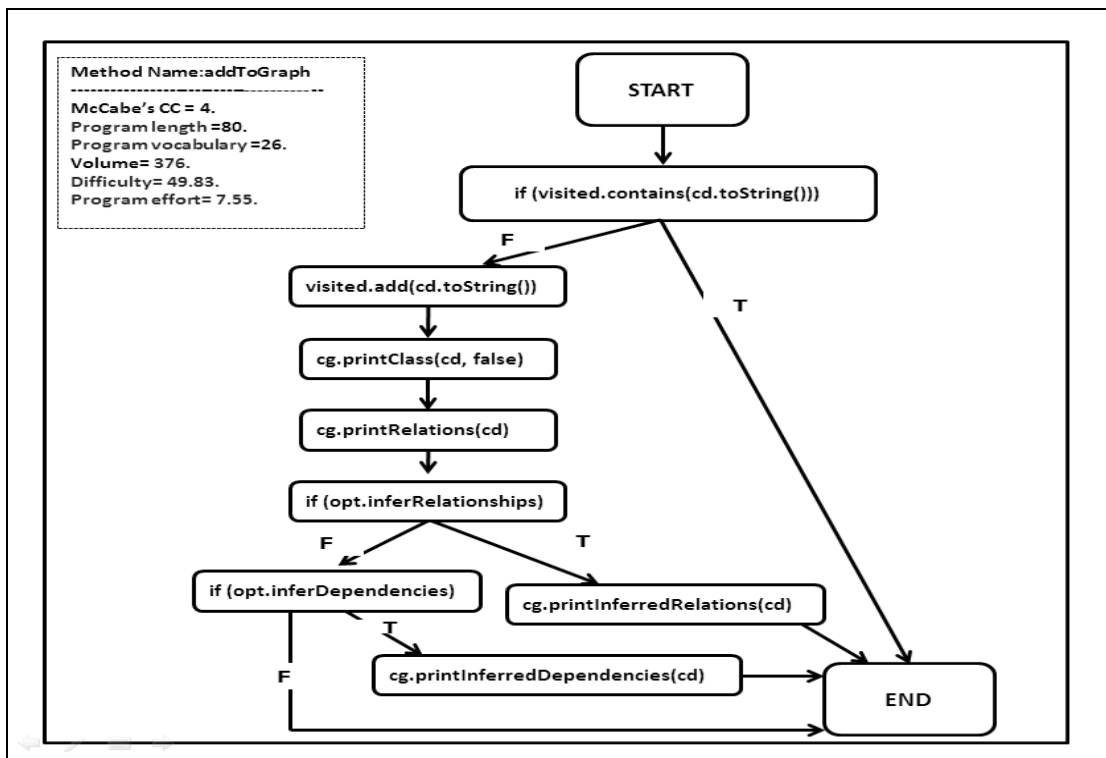 Method Name:addToGraph
-------------------------------
McCabe's CC = 4.
Program length =80.
Program vocabulary =26.
Volume= 376.
Difficulty= 49.83.
Program effort= 7.55.
START
if (visited.contains(cd.toString()))
F
T
visited.add(cd.toString())
cg.printClass(cd, false)
cg.printRelations(cd)
if (opt.inferRelationships)
F
T
if (opt.inferDependencies)
cg.printInferredRelations(cd)
T
F
cg.printInferredDependencies(cd)
END